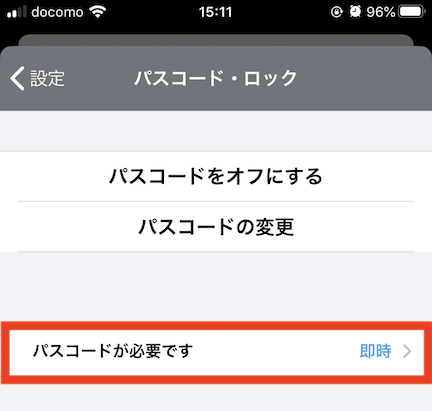 docomo 15:11 96%
設定 パスコード・ロック
パスコードをオフにする
パスコードの変更
パスコードが必要です 即時